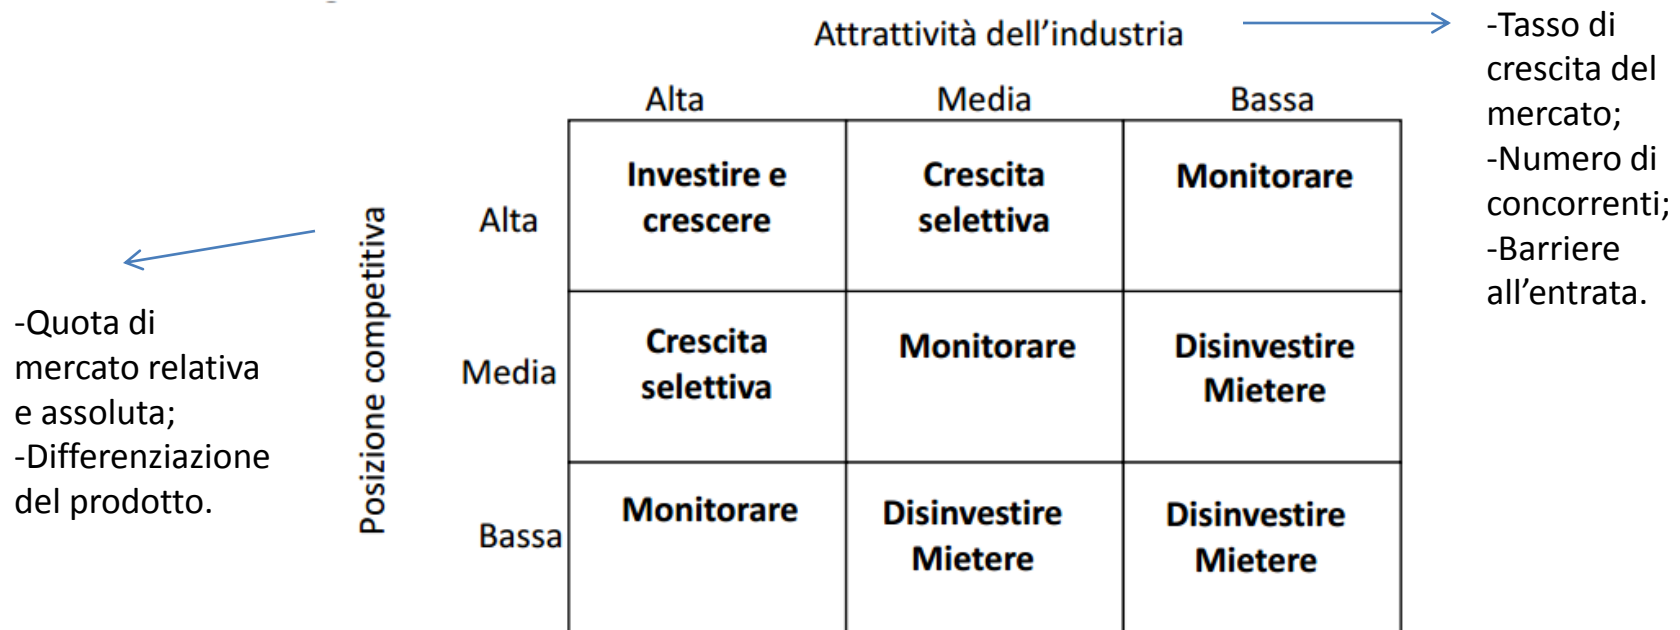 Attrattività dell'industria
-Tasso di
crescita del
mercato;
-Numero di
concorrenti;
-Barriere
all'entrata.
Alta Media Bassa
Posizione competitiva
-Quota di
mercato relativa
e assoluta;
-Differenziazione
del prodotto.
Alta
Investire e
crescere
Crescita
selettiva
Monitorare
Media
Crescita
selettiva
Monitorare
Disinvestire
Mietere
Bassa
Monitorare
Disinvestire
Mietere
Disinvestire
Mietere